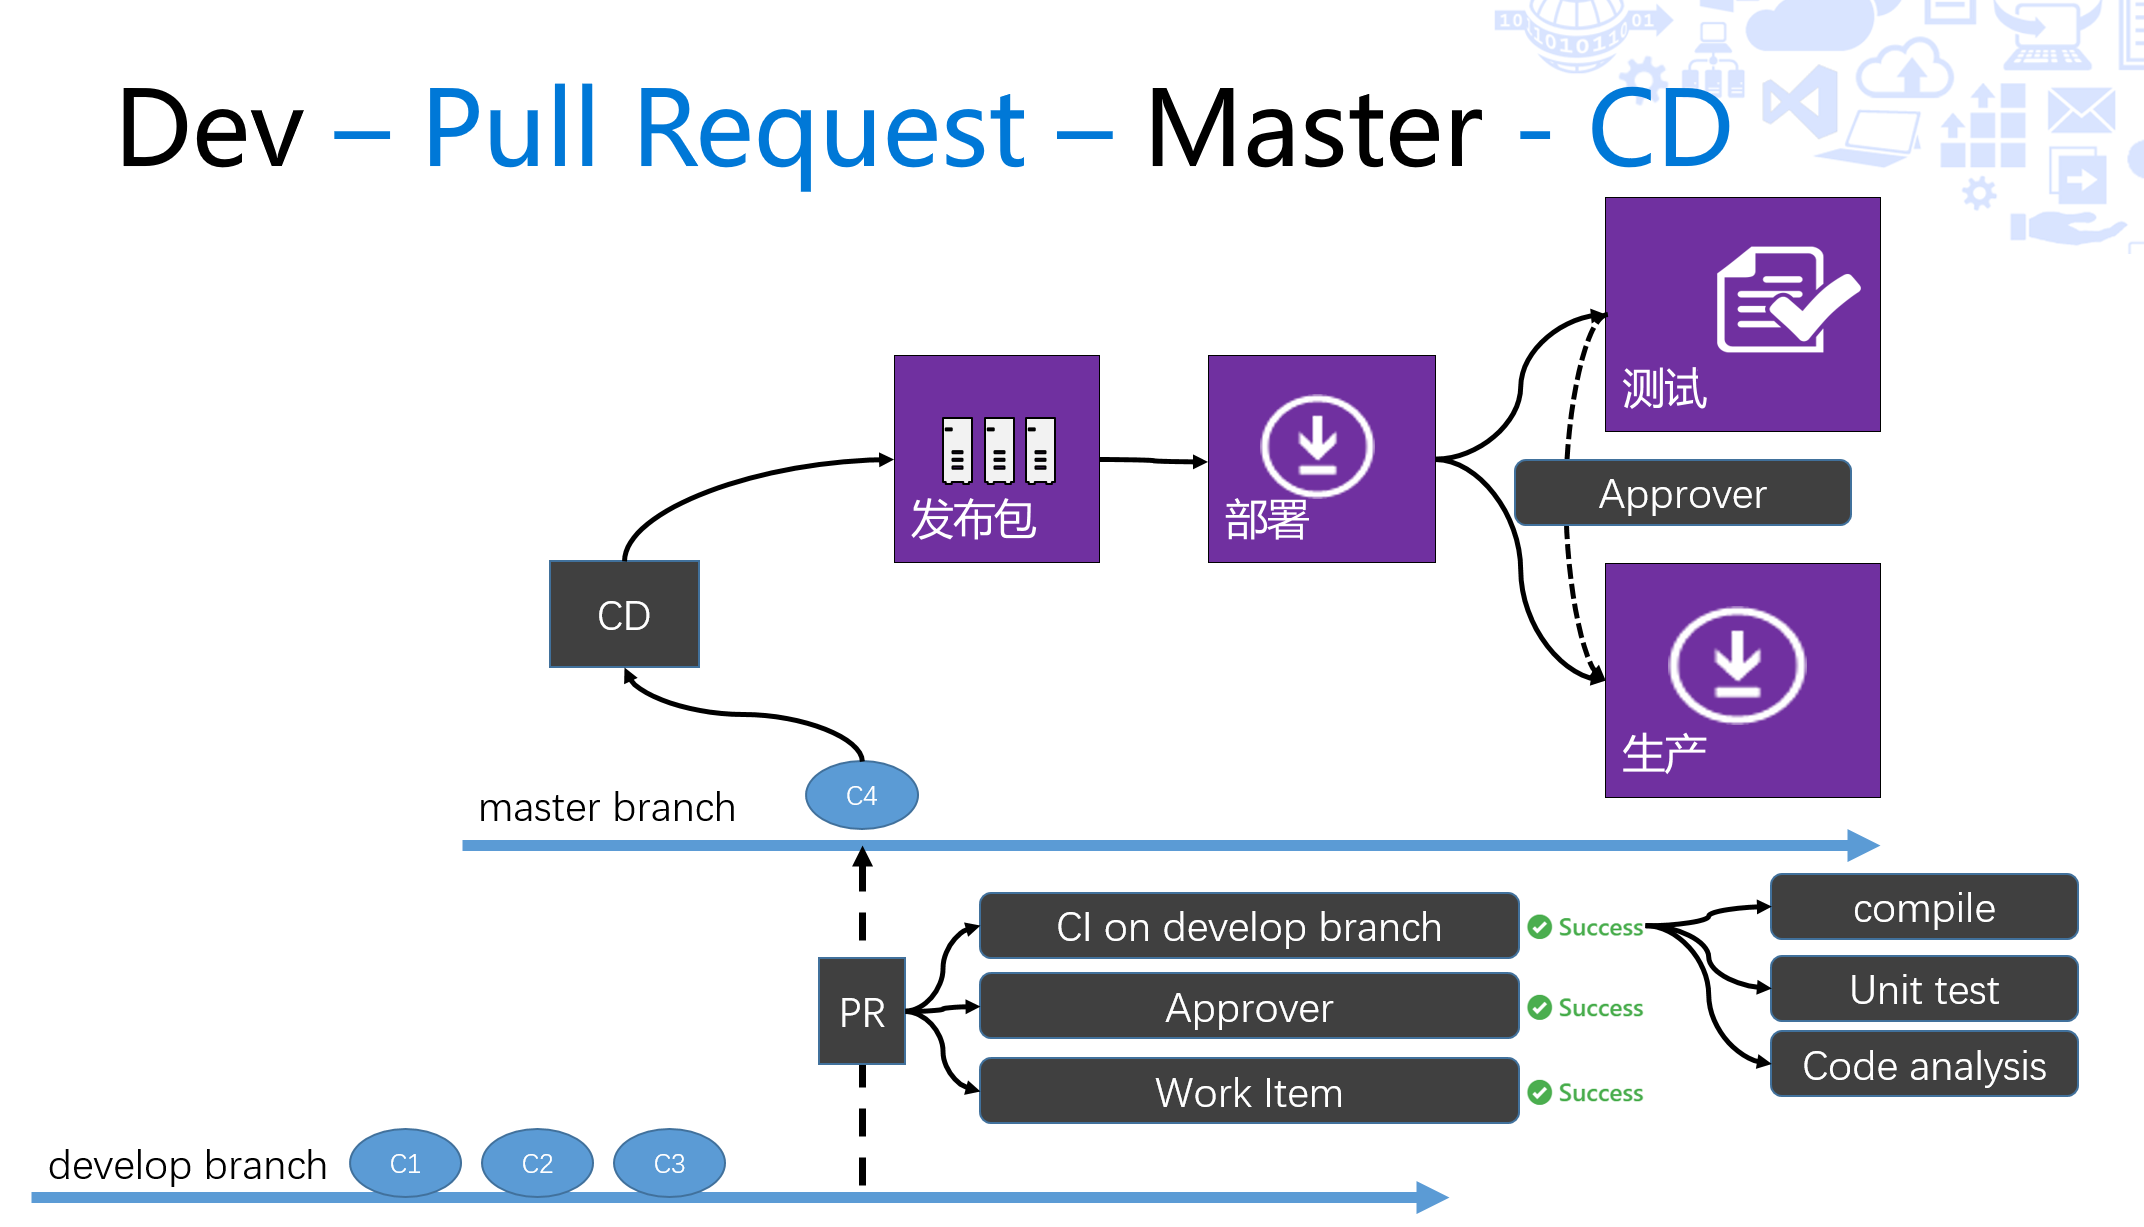 Dev – Pull Request – Master - CD
测试
发布包
部署
Approver
CD
生产
C4
master branch
CI on develop branch
Success
compile
PR
Approver
Success
Unit test
Work Item
Success
Code analysis
develop branch
C1
C2
C3